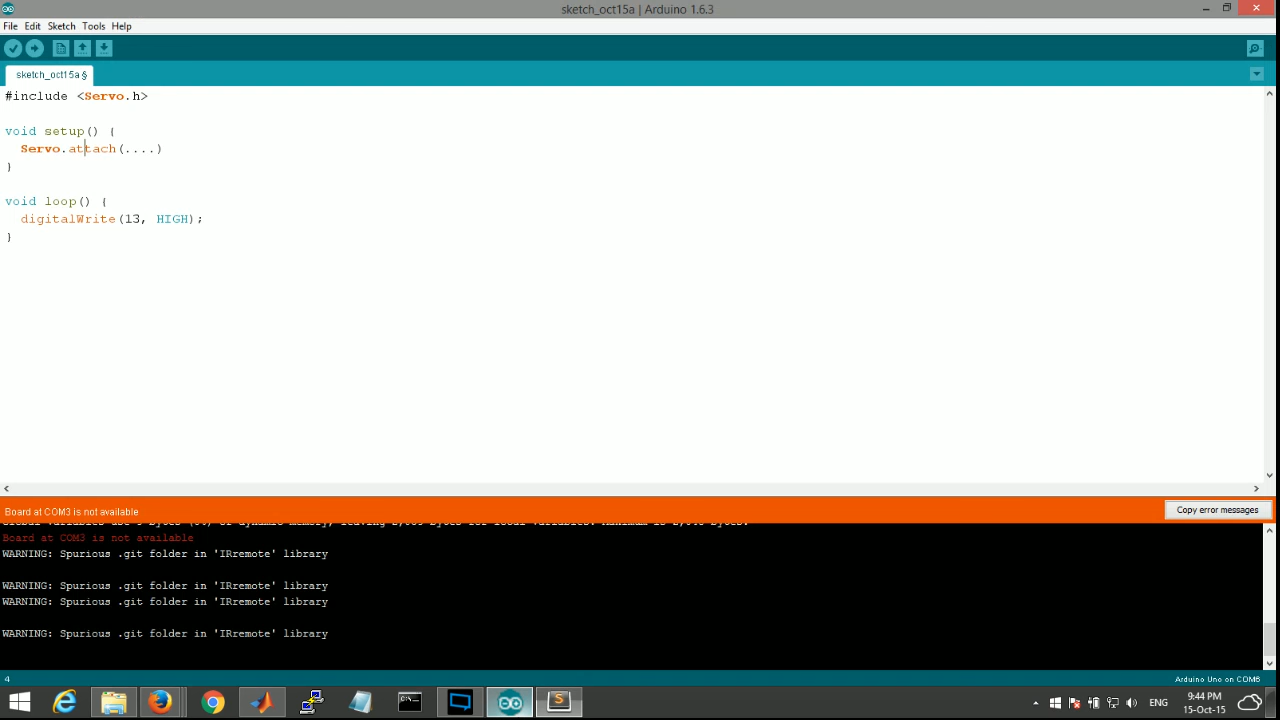 sketch_oct15a | Arduino 1.6.3
File Edit Sketch Tools Help
sketch_oct15a §
#include <Servo.h>
void setup() {
Servo.attach(....)
}
void loop() {
digitalWrite(13, HIGH);
}
Board at COM3 is not available
Copy error messages
Board at COM3 is not available
WARNING: Spurious .git folder in 'IRremote' library
WARNING: Spurious .git folder in 'IRremote' library
WARNING: Spurious .git folder in 'IRremote' library
WARNING: Spurious .git folder in 'IRremote' library
4
Arduino Uno on COM8
ENG
9:44 PM
15-Oct-15